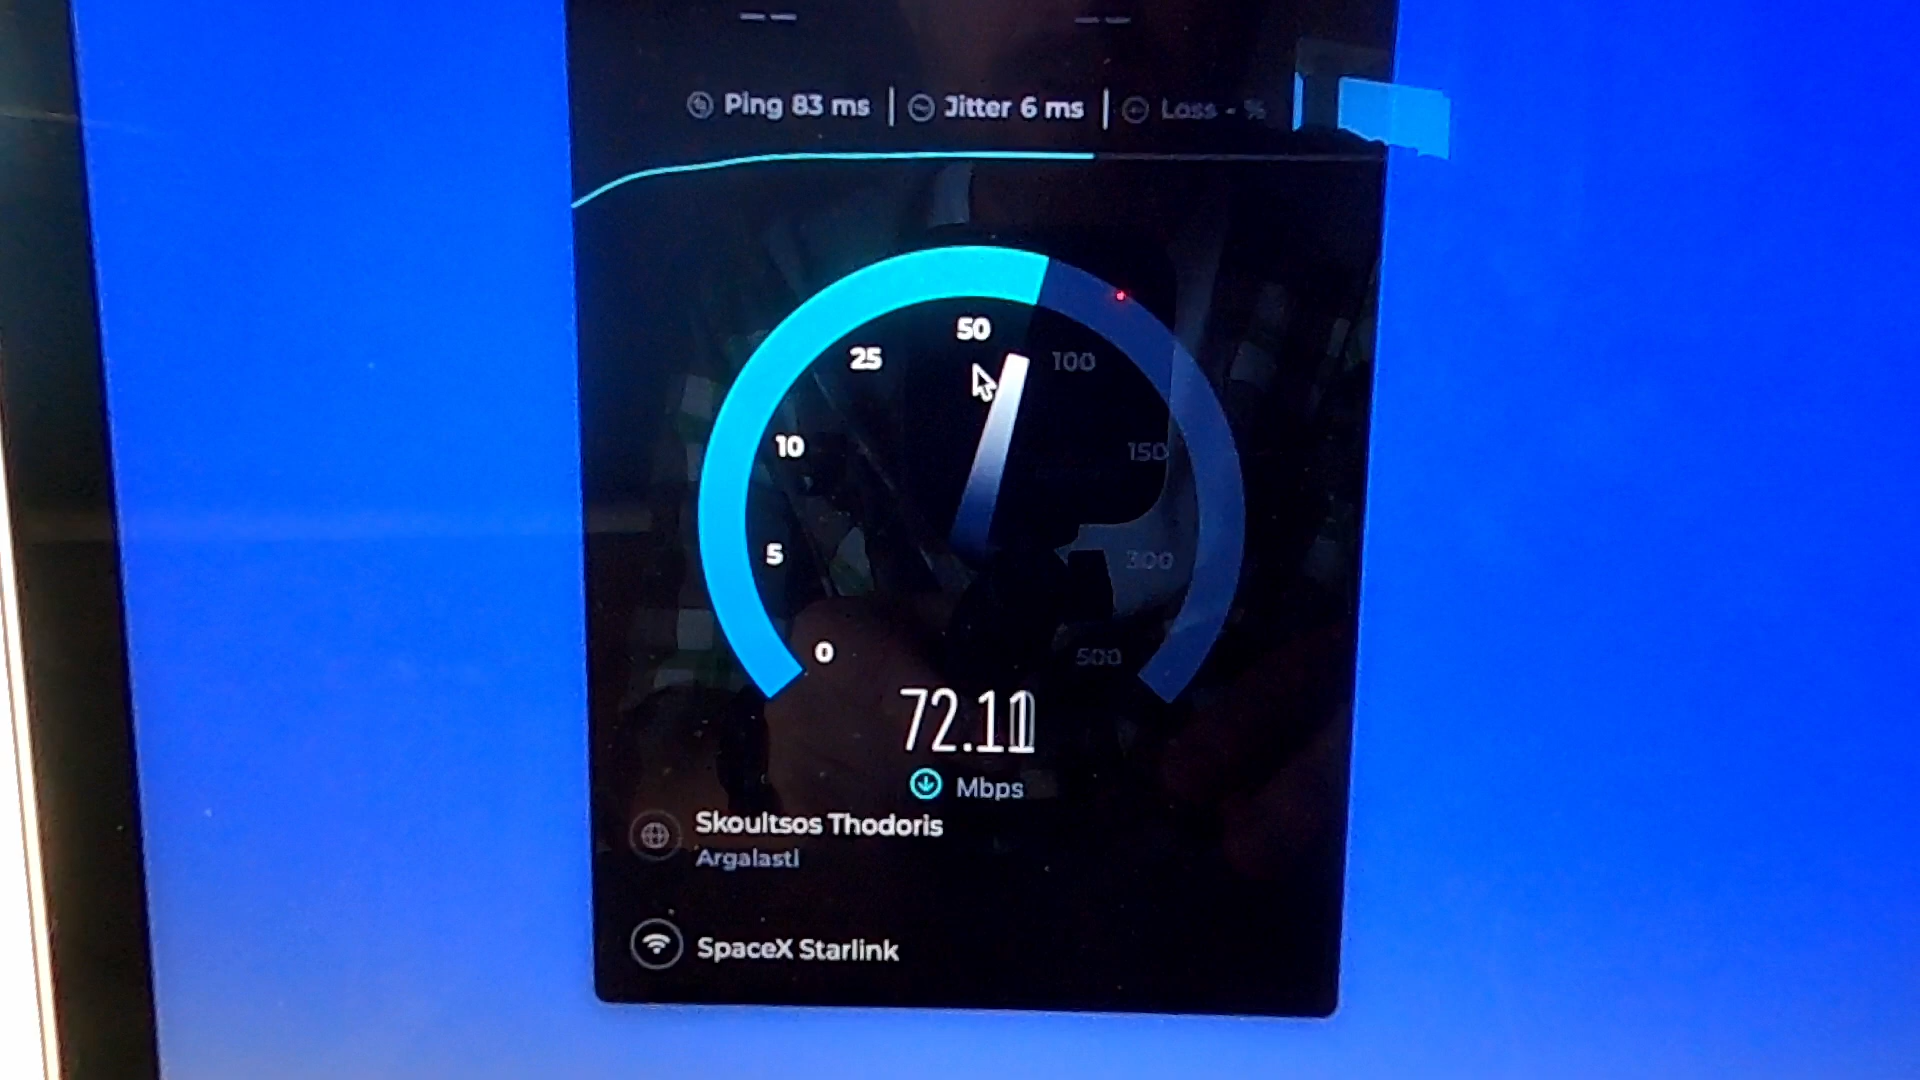 Ping 83 ms | Jitter 6 ms | Loss - %
50
25
100
10
150
5
300
0
500
72.11
Mbps
Skoultsos Thodoris
Argalasti
SpaceX Starlink